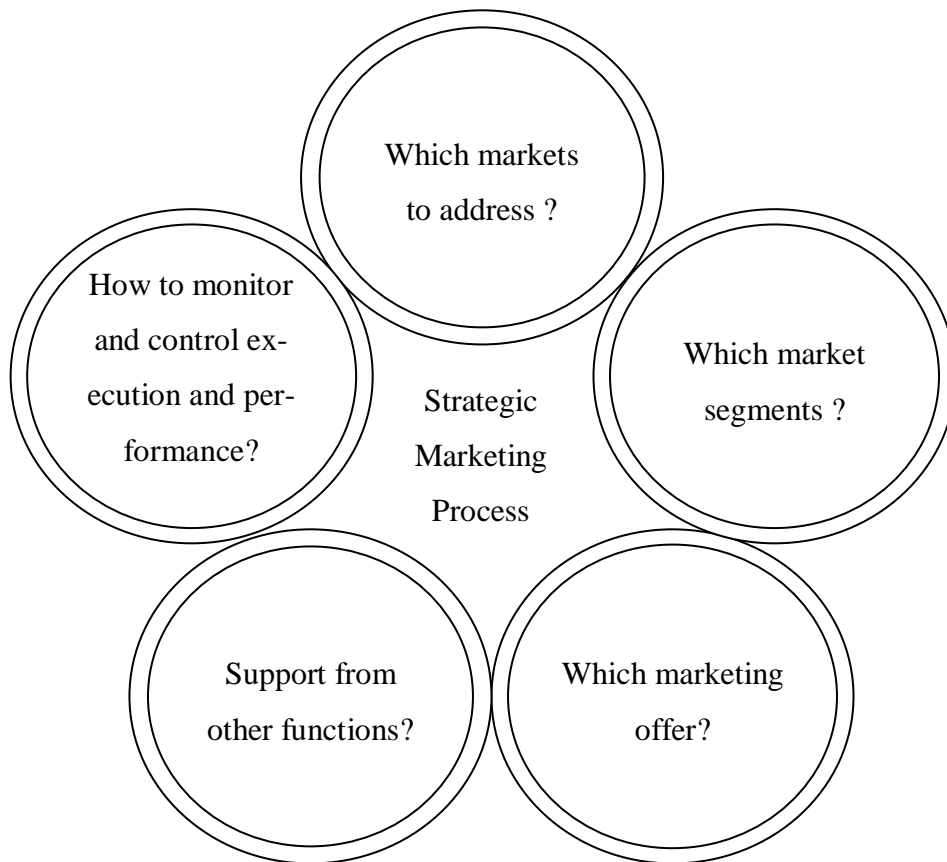 Which markets
to address ?
Which market
segments ?
Which marketing
offer?
Support from
other functions?
How to monitor
and control ex-
ecution and per-
formance?
Strategic
Marketing
Process